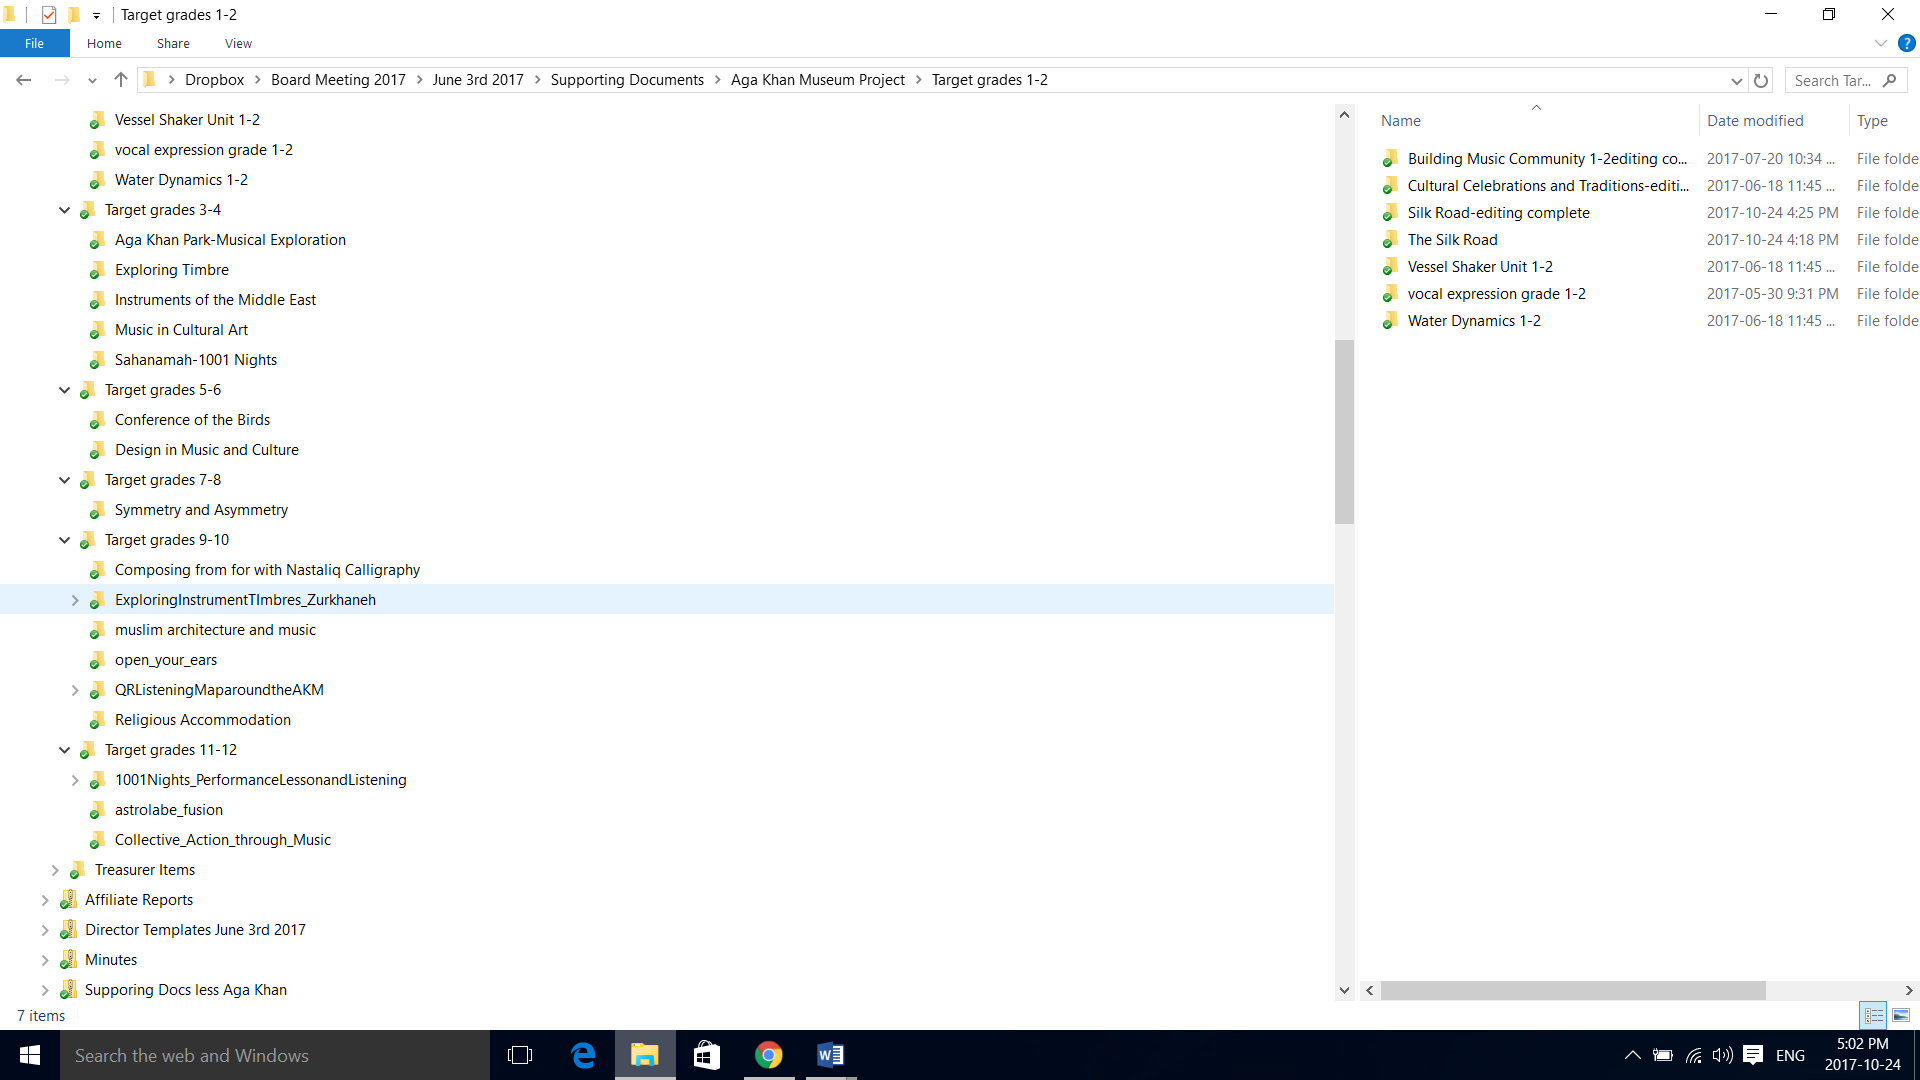 Target grades 1-2
File Home Share View
Dropbox Board Meeting 2017 June 3rd 2017 Supporting Documents Aga Khan Museum Project Target grades 1-2
Search Tar...
Vessel Shaker Unit 1-2
vocal expression grade 1-2
Water Dynamics 1-2
Target grades 3-4
Aga Khan Park-Musical Exploration
Exploring Timbre
Instruments of the Middle East
Music in Cultural Art
Sahanamah-1001 Nights
Target grades 5-6
Conference of the Birds
Design in Music and Culture
Target grades 7-8
Symmetry and Asymmetry
Target grades 9-10
Composing from for with Nastaliq Calligraphy
ExploringInstrumentTImbres_Zurkhaneh
muslim architecture and music
open_your_ears
QRListeningMaparoundtheAKM
Religious Accommodation
Target grades 11-12
1001Nights_PerformanceLessonandListening
astrolabe_fusion
Collective_Action_through_Music
Treasurer Items
Affiliate Reports
Director Templates June 3rd 2017
Minutes
Supporing Docs less Aga Khan
Name Date modified Type
Building Music Community 1-2editing co... 2017-07-20 10:34 ... File folde
Cultural Celebrations and Traditions-editi... 2017-06-18 11:45 ... File folde
Silk Road-editing complete 2017-10-24 4:25 PM File folde
The Silk Road 2017-10-24 4:18 PM File folde
Vessel Shaker Unit 1-2 2017-06-18 11:45 ... File folde
vocal expression grade 1-2 2017-05-30 9:31 PM File folde
Water Dynamics 1-2 2017-06-18 11:45 ... File folde
7 items
Search the web and Windows
ENG
5:02 PM
2017-10-24